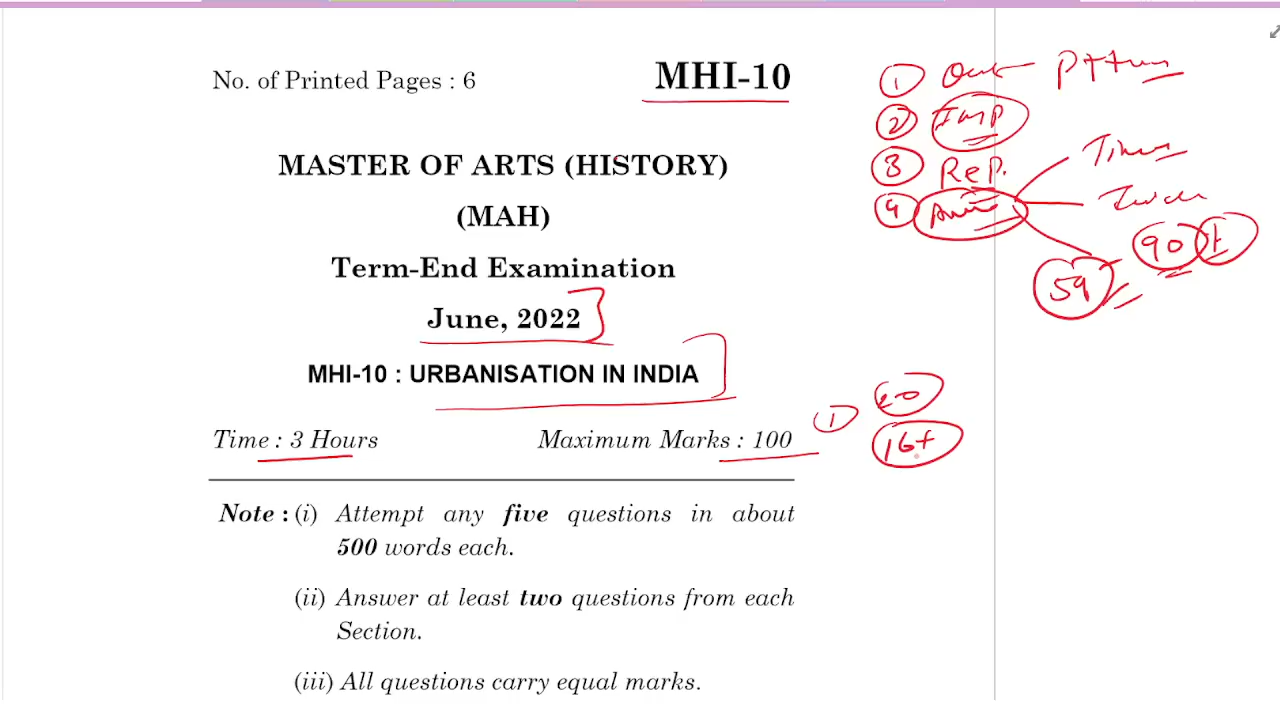 No. of Printed Pages : 6
MHI-10
MASTER OF ARTS (HISTORY)
(MAH)
Term-End Examination
June, 2022
MHI-10 : URBANISATION IN INDIA
Time : 3 Hours
Maximum Marks : 100
Note : (i) Attempt any five questions in about
500 words each.
(ii) Answer at least two questions from each
Section.
(iii) All questions carry equal marks.
1
2 Imp
3 Rep.
4
Times
90 +
59
1 20
16+